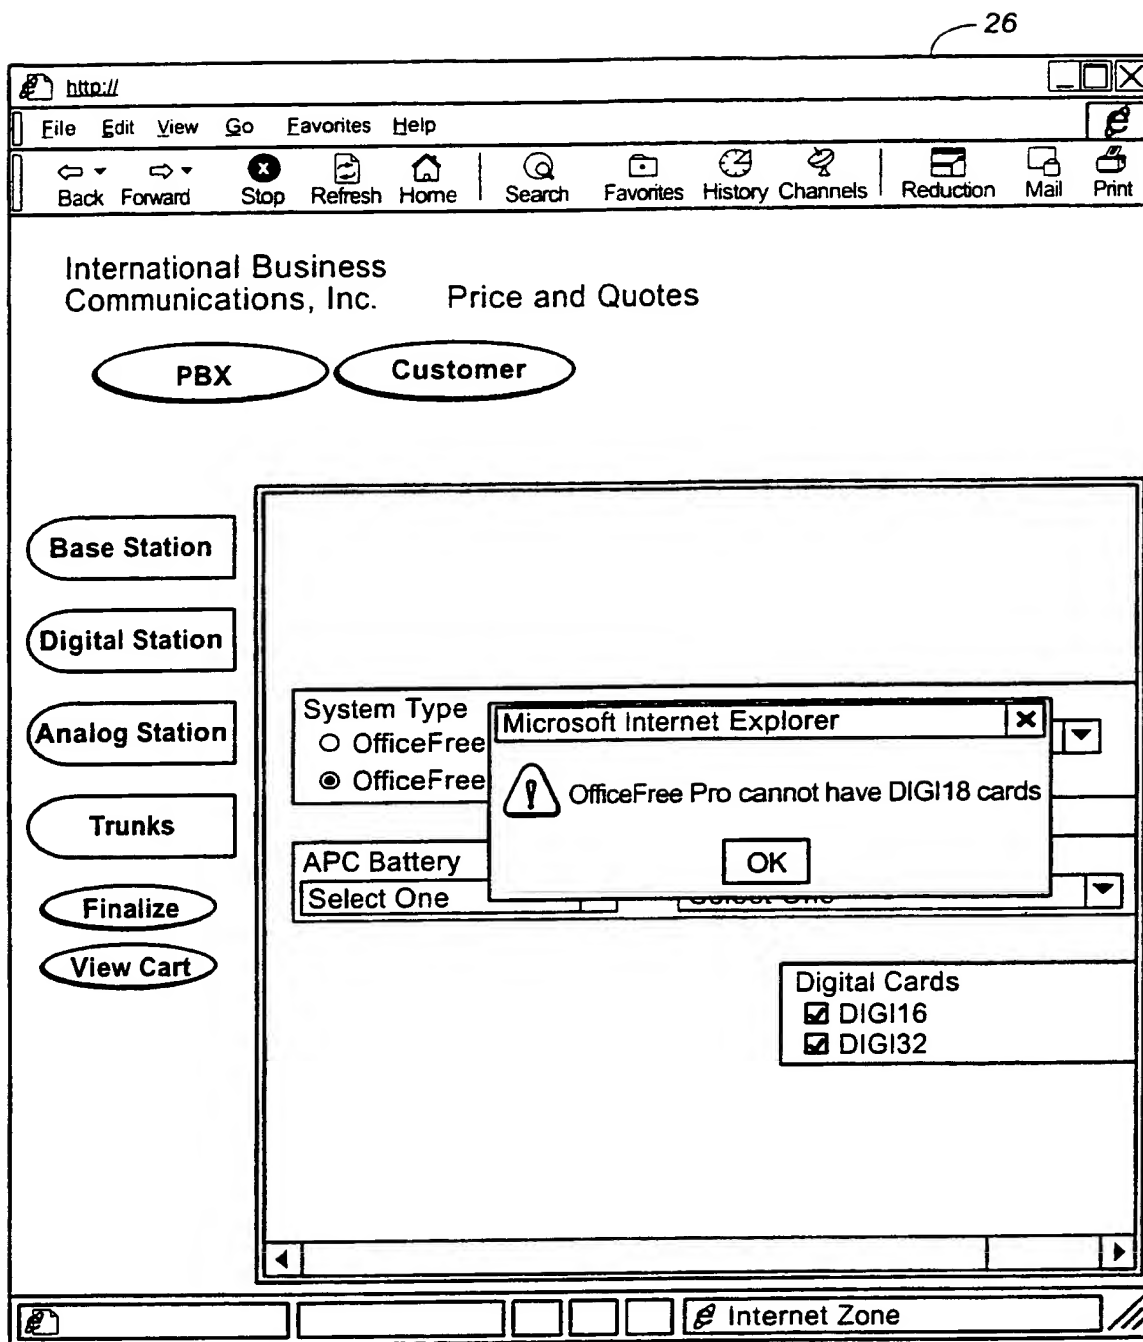 26
http://
File Edit View Go Favorites Help
Back Forward Stop Refresh Home Search Favorites History Channels Reduction Mail Print
International Business
Communications, Inc. Price and Quotes
PBX Customer
Base Station
Digital Station
Analog Station
Trunks
Finalize
View Cart
System Type
OfficeFree
OfficeFree
Microsoft Internet Explorer
OfficeFree Pro cannot have DIGI18 cards
OK
APC Battery
Select One
Select One
Digital Cards
DIGI16
DIGI32
Internet Zone